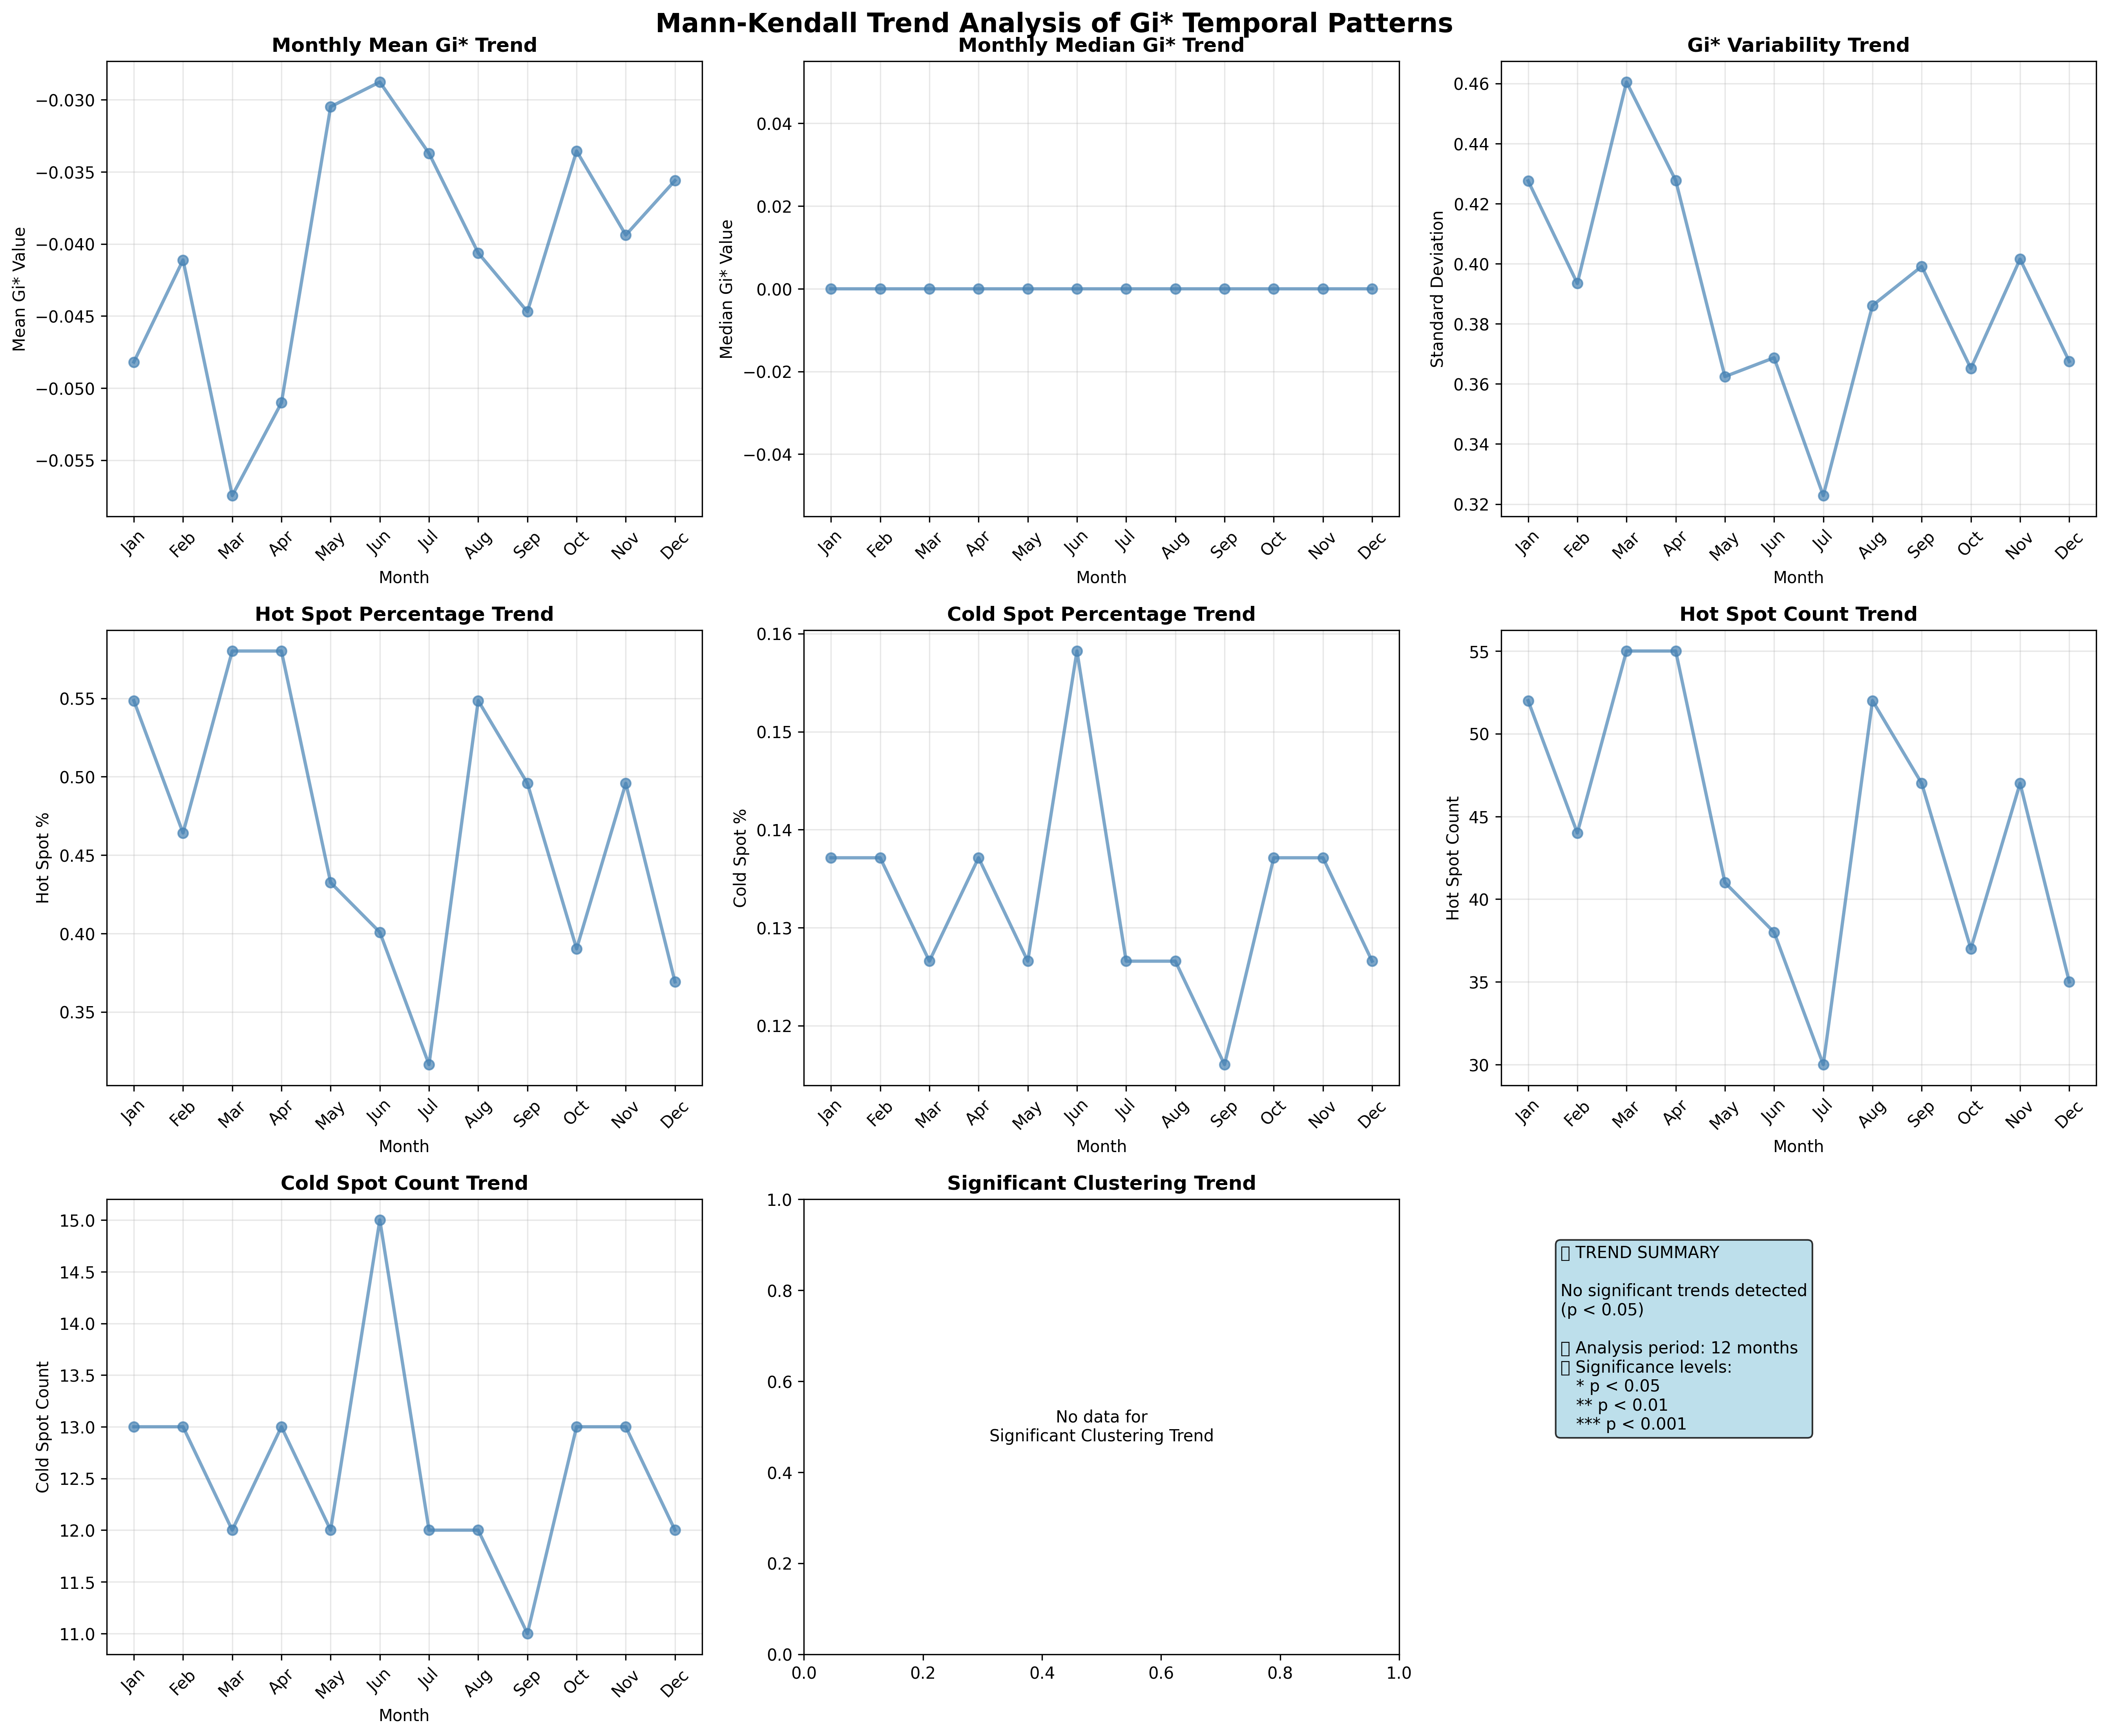 Mann-Kendall Trend Analysis of Gi* Temporal Patterns
Monthly Mean Gi* Trend
−0.030
−0.035
−0.040
−0.045
−0.050
−0.055
Mean Gi* Value
Jan Feb Mar Apr May Jun Jul Aug Sep Oct Nov Dec
Month
Monthly Median Gi* Trend
0.04
0.02
0.00
−0.02
−0.04
Median Gi* Value
Jan Feb Mar Apr May Jun Jul Aug Sep Oct Nov Dec
Month
Gi* Variability Trend
0.46
0.44
0.42
0.40
0.38
0.36
0.34
0.32
Standard Deviation
Jan Feb Mar Apr May Jun Jul Aug Sep Oct Nov Dec
Month
Hot Spot Percentage Trend
0.55
0.50
0.45
0.40
0.35
Hot Spot %
Jan Feb Mar Apr May Jun Jul Aug Sep Oct Nov Dec
Month
Cold Spot Percentage Trend
0.16
0.15
0.14
0.13
0.12
Cold Spot %
Jan Feb Mar Apr May Jun Jul Aug Sep Oct Nov Dec
Month
Hot Spot Count Trend
55
50
45
40
35
30
Hot Spot Count
Jan Feb Mar Apr May Jun Jul Aug Sep Oct Nov Dec
Month
Cold Spot Count Trend
15.0
14.5
14.0
13.5
13.0
12.5
12.0
11.5
11.0
Cold Spot Count
Jan Feb Mar Apr May Jun Jul Aug Sep Oct Nov Dec
Month
Significant Clustering Trend
1.0
0.8
0.6
0.4
0.2
0.0
No data for
Significant Clustering Trend
0.0 0.2 0.4 0.6 0.8 1.0
TREND SUMMARY
No significant trends detected
(p < 0.05)
Analysis period: 12 months
Significance levels:
* p < 0.05
** p < 0.01
*** p < 0.001